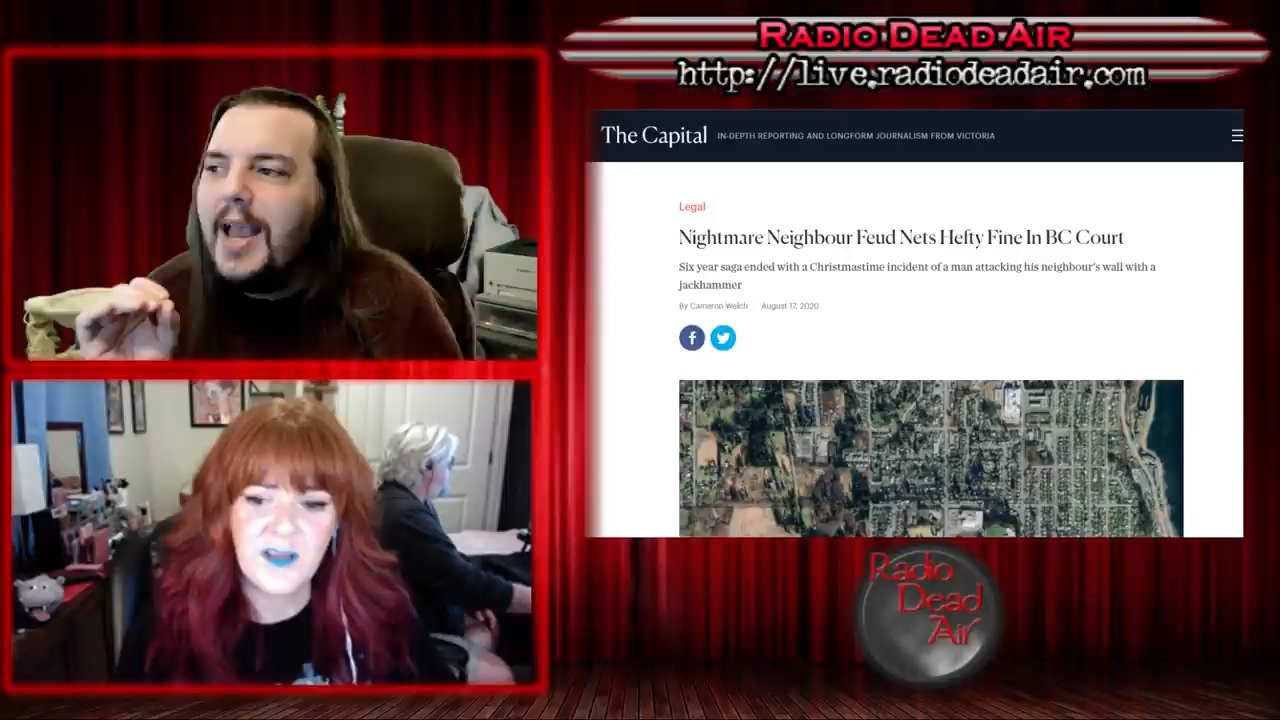 RADIO DEAD AIR
http://live.radiodeadair.com
The Capital IN-DEPTH REPORTING AND LONGFORM JOURNALISM FROM VICTORIA
Legal
Nightmare Neighbour Feud Nets Hefty Fine In BC Court
Six year saga ended with a Christmastime incident of a man attacking his neighbour's wall with a
jackhammer
By Cameron Welch August 17, 2020
Radio
Dead
Air